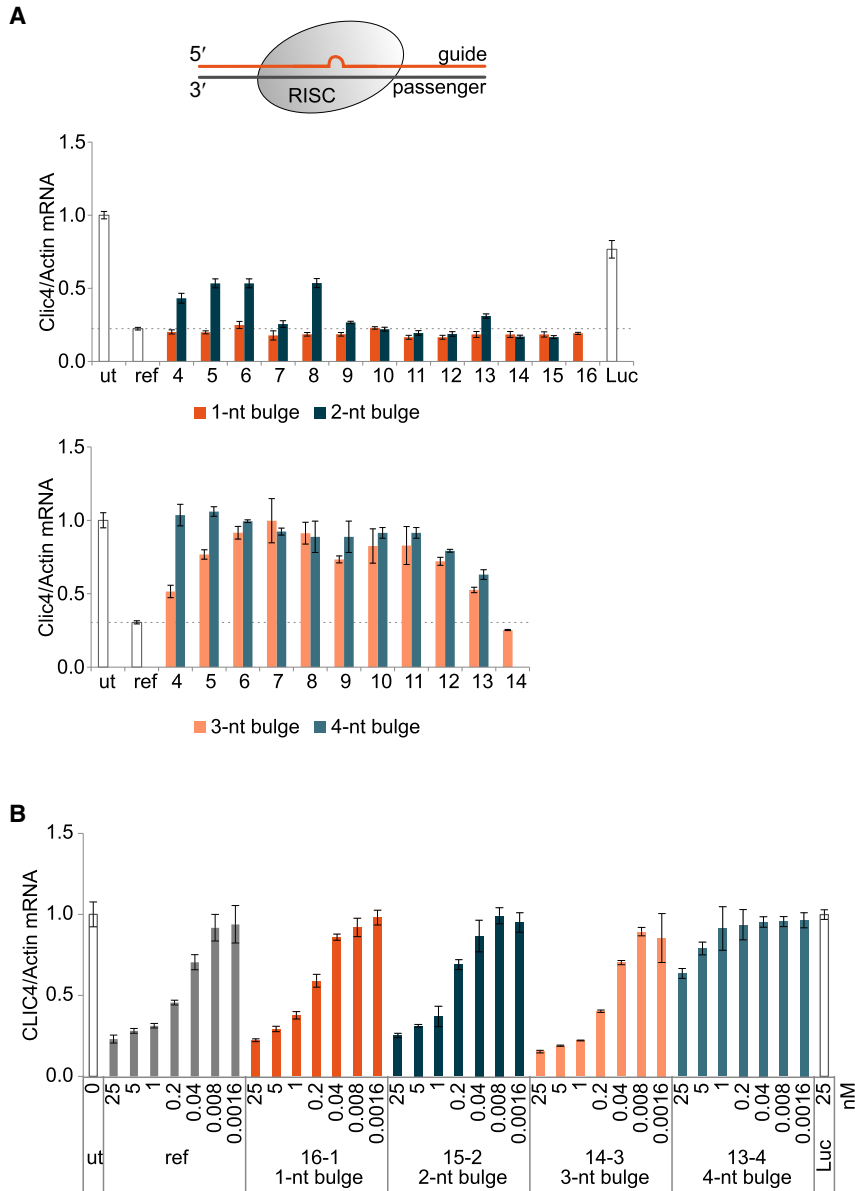 A
5′ guide
3′ RISC passenger
1.5
1.0
0.5
0.0
Clic4/Actin mRNA
ut ref 4 5 6 7 8 9 10 11 12 13 14 15 16 Luc
1-nt bulge 2-nt bulge
1.5
1.0
0.5
0.0
Clic4/Actin mRNA
ut ref 4 5 6 7 8 9 10 11 12 13 14
3-nt bulge 4-nt bulge
B
1.5
1.0
0.5
0.0
CLIC4/Actin mRNA
0 25 5 1 0.2 0.04 0.008 0.0016 25 5 1 0.2 0.04 0.008 0.0016 25 5 1 0.2 0.04 0.008 0.0016 25 5 1 0.2 0.04 0.008 0.0016 25 5 1 0.2 0.04 0.008 0.0016 25 nM
ut ref 16-1 15-2 14-3 13-4 Luc
1-nt bulge 2-nt bulge 3-nt bulge 4-nt bulge